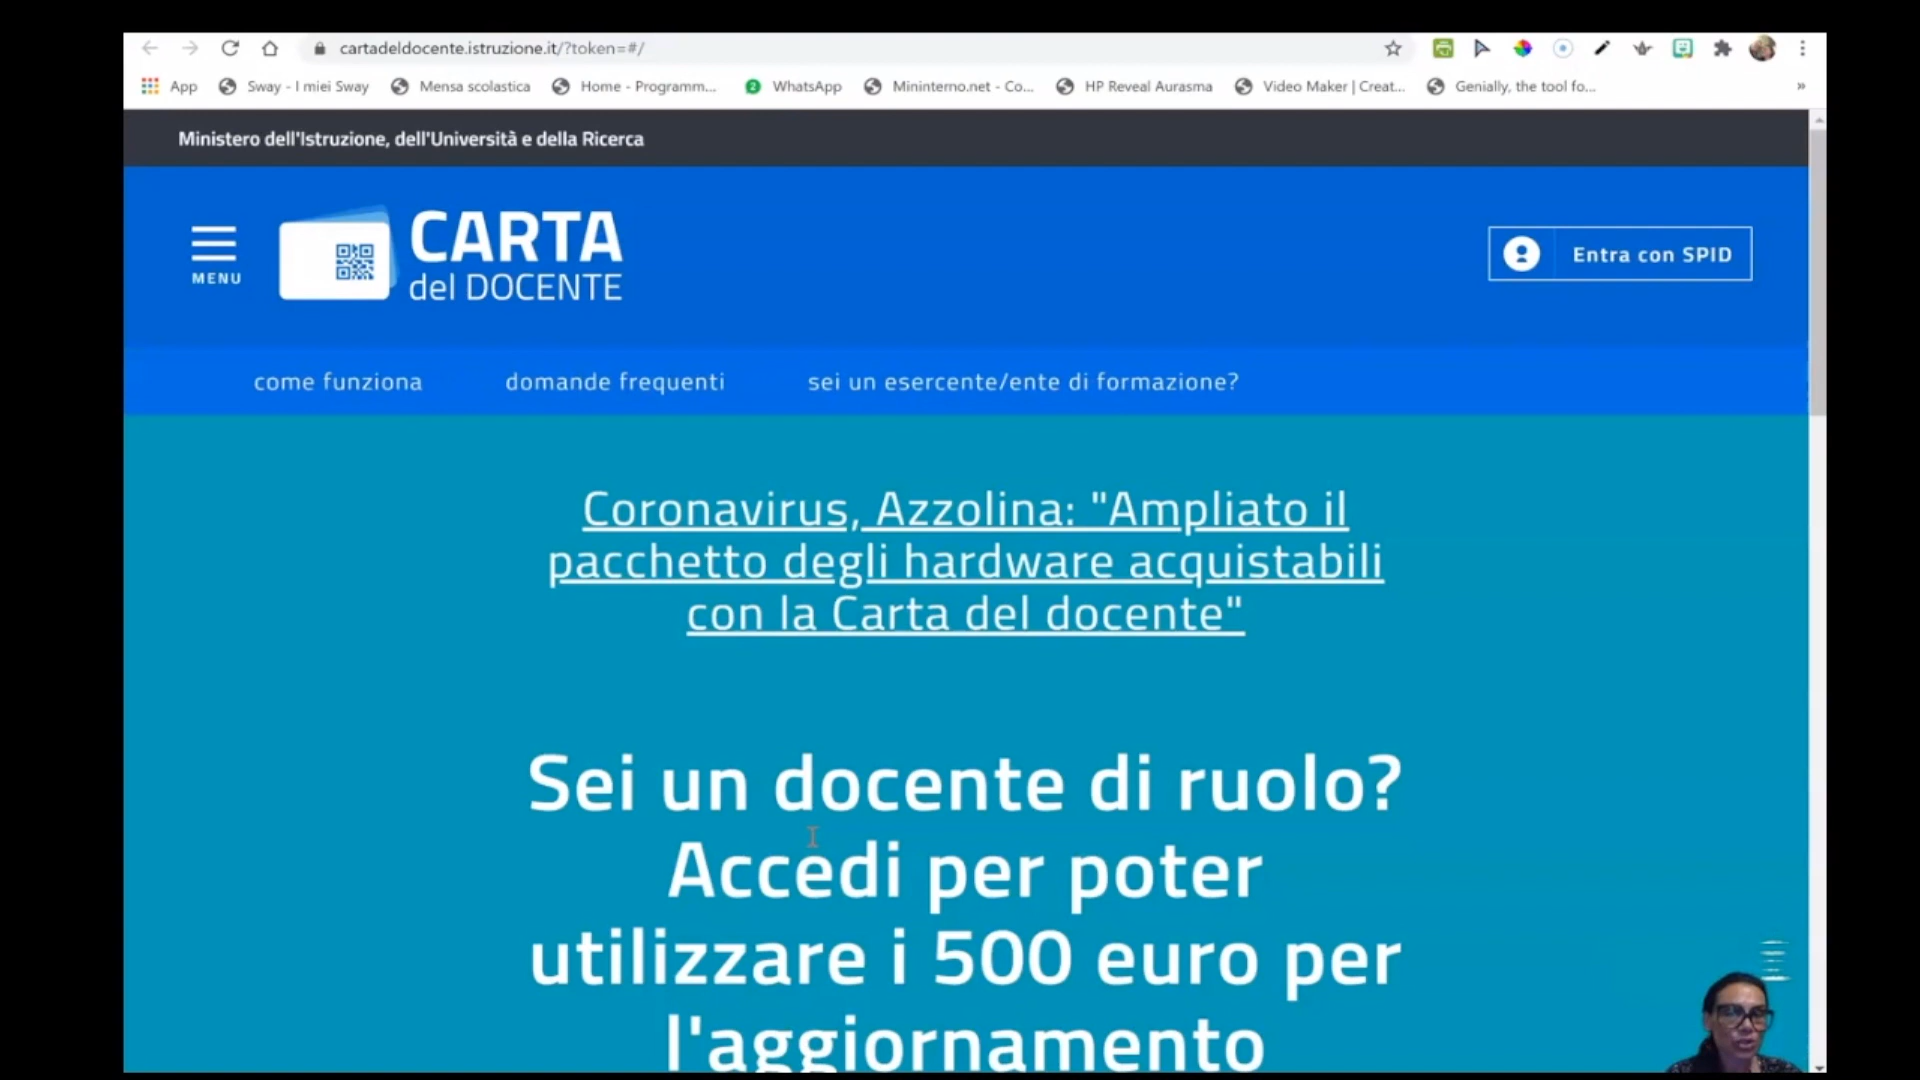 cartadeldocente.istruzione.it/?token=#/
App Sway - I miei Sway Mensa scolastica Home - Programm... 2 WhatsApp Mininterno.net - Co... HP Reveal Aurasma Video Maker | Creat... Genially, the tool fo... »
Ministero dell'Istruzione, dell'Università e della Ricerca
MENU
CARTA
del DOCENTE
Entra con SPID
come funziona domande frequenti sei un esercente/ente di formazione?
Coronavirus, Azzolina: "Ampliato il
pacchetto degli hardware acquistabili
con la Carta del docente"
Sei un docente di ruolo?
Accedi per poter
utilizzare i 500 euro per
l'aggiornamento